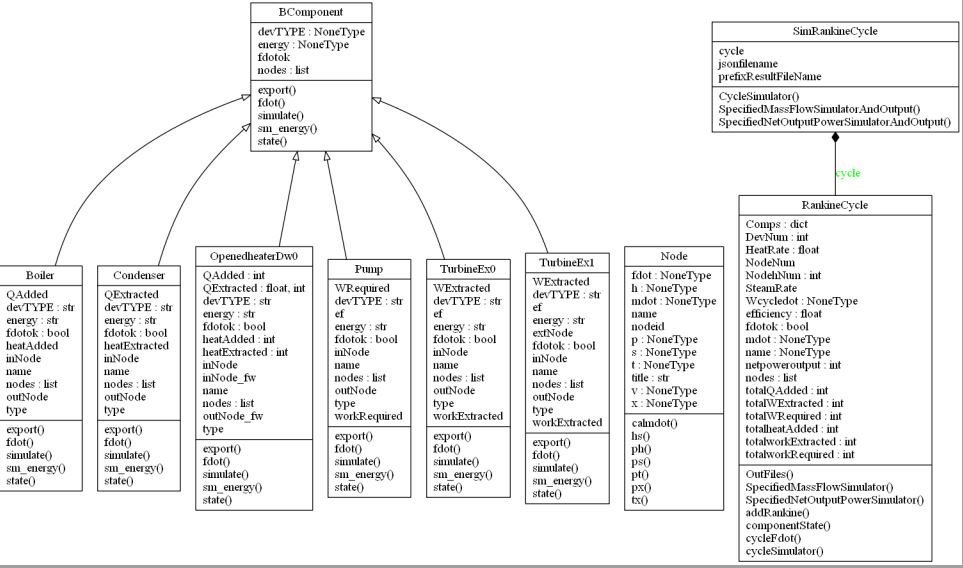 BComponent
devTYPE : NoneType
energy : NoneType
fdotok
nodes : list
export()
fdot()
simulate()
sm_energy()
state()
SimRankineCycle
cycle
jsonfilename
prefixResultFileName
CycleSimulator()
SpecifiedMassFlowSimulatorAndOutput()
SpecifiedNetOutputPowerSimulatorAndOutput()
cycle
Boiler
QAdded
devTYPE : str
energy : str
fdotok : bool
heatAdded
inNode
name
nodes : list
outNode
type
export()
fdot()
simulate()
sm_energy()
state()
Condenser
QExtracted
devTYPE : str
energy : str
fdotok : bool
heatExtracted
inNode
name
nodes : list
outNode
type
export()
fdot()
simulate()
sm_energy()
state()
OpenedheaterDw0
QAdded : int
QExtracted : float, int
devTYPE : str
energy : str
fdotok : bool
heatAdded : int
heatExtracted : int
inNode
inNode_fw
name
nodes : list
outNode_fw
type
export()
fdot()
simulate()
sm_energy()
state()
Pump
WRequired
devTYPE : str
ef
energy : str
fdotok : bool
inNode
name
nodes : list
outNode
type
workRequired
export()
fdot()
simulate()
sm_energy()
state()
TurbineEx0
WExtracted
devTYPE : str
ef
energy : str
fdotok : bool
inNode
name
nodes : list
outNode
type
workExtracted
export()
fdot()
simulate()
sm_energy()
state()
TurbineEx1
WExtracted
devTYPE : str
ef
energy : str
extNode
fdotok : bool
inNode
name
nodes : list
outNode
type
workExtracted
export()
fdot()
simulate()
sm_energy()
state()
Node
fdot : NoneType
h : NoneType
mdot : NoneType
name
nodeid
p : NoneType
s : NoneType
t : NoneType
title : str
v : NoneType
x : NoneType
calmdot()
hs()
ph()
ps()
pt()
px()
tx()
RankineCycle
Comps : dict
DevNum : int
HeatRate : float
NodeNum
NodehNum : int
SteamRate
Wcycledot : NoneType
efficiency : float
fdotok : bool
mdot : NoneType
name : NoneType
netpoweroutput : int
nodes : list
totalQAdded : int
totalWExtracted : int
totalWRequired : int
totalheatAdded : int
totalworkExtracted : int
totalworkRequired : int
OutFiles()
SpecifiedMassFlowSimulator()
SpecifiedNetOutputPowerSimulator()
addRankine()
componentState()
cycleFdot()
cycleSimulator()